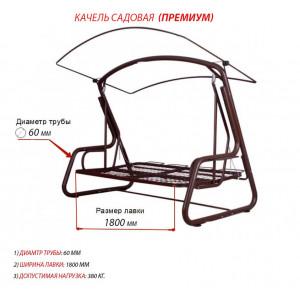 КАЧЕЛЬ САДОВАЯ (ПРЕМИУМ)
Диаметр трубы
60 мм
Размер лавки
1800 мм
1) ДИАМТР ТРУБЫ: 60 ММ
2) ШИРИНА ЛАВКИ: 1800 ММ
3) ДОПУСТИМАЯ НАГРУЗКА: 380 КГ.